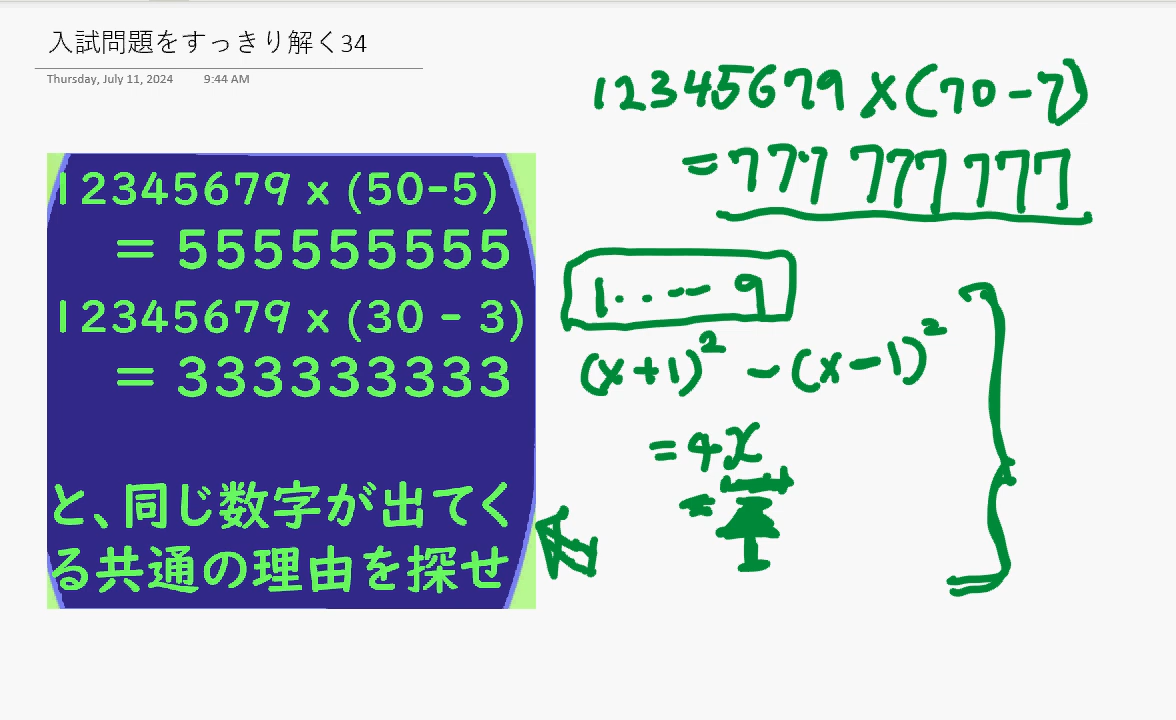 入試問題をすっきり解く34
Thursday, July 11, 2024 9:44 AM
12345679 x (50-5)
= 555555555
12345679 x (30 - 3)
= 333333333
と、同じ数字が出てく
る共通の理由を探せ
12345679 x (70-7)
=777 777 777
1..-- 9
(x+1)² - (x-1)²
=4x
=